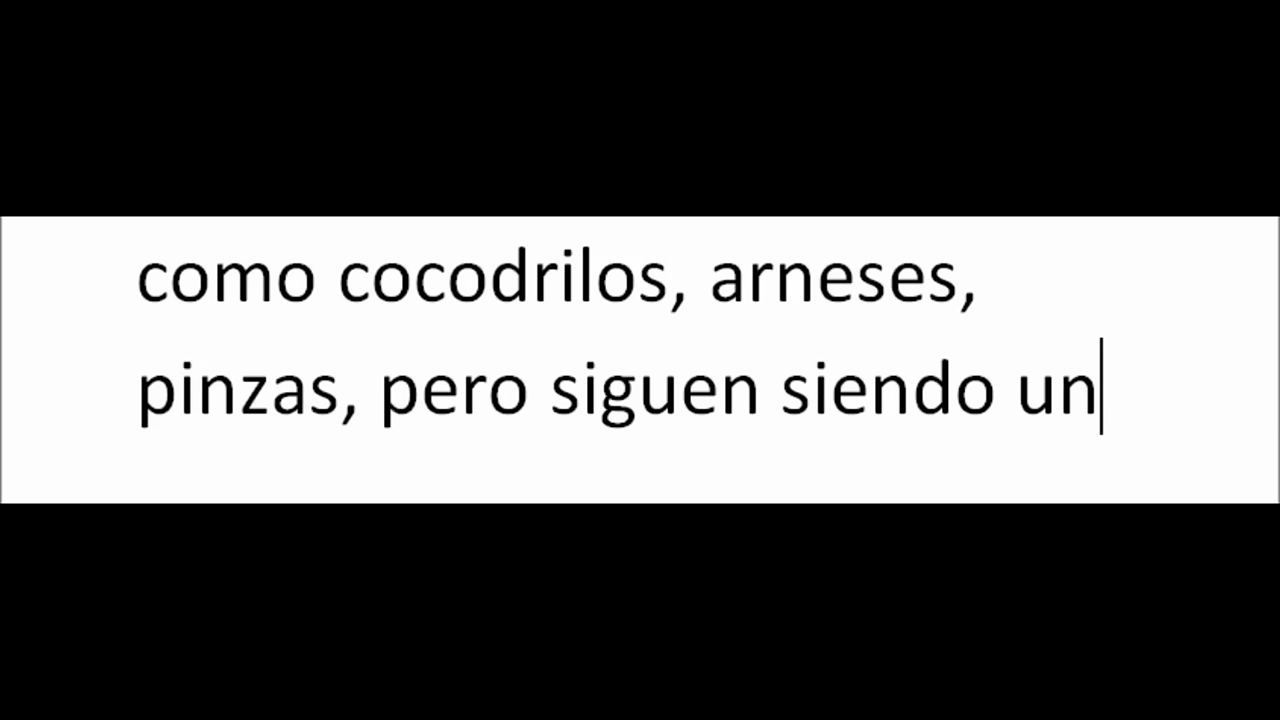 como cocodrilos, arneses,
pinzas, pero siguen siendo un